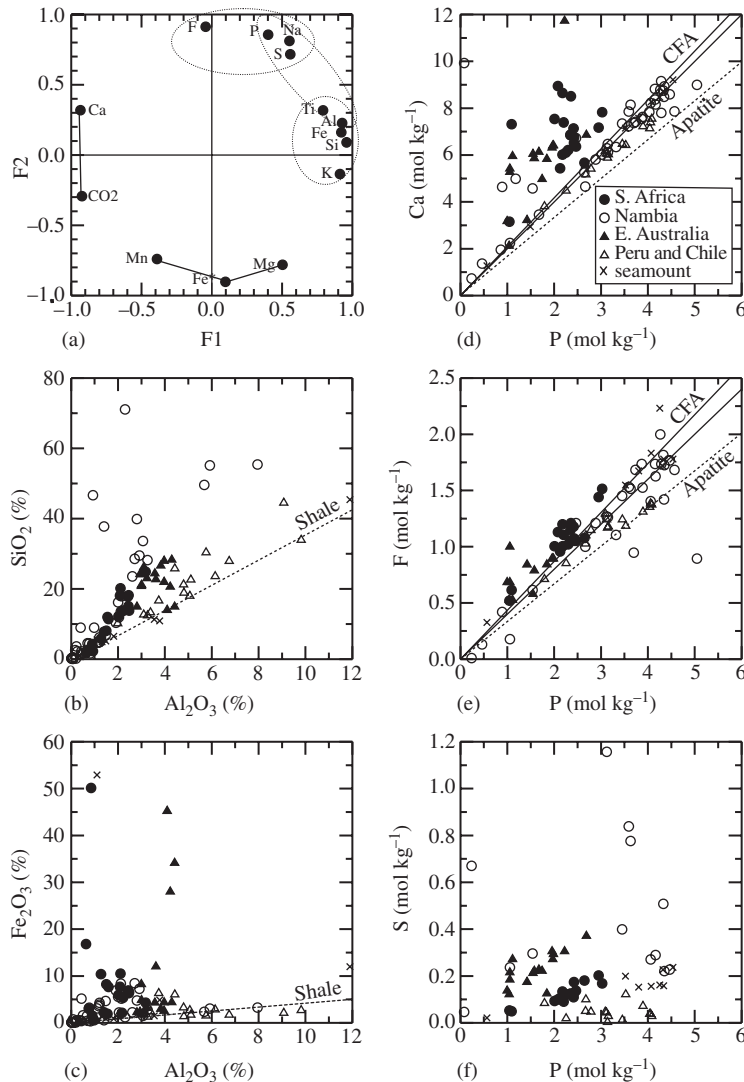 1.0
0.5
0.0
−0.5
−1.0
F2
F
P
Na
S
Ti
Al
Fe
Si
K
Ca
CO2
Mn
Fe
Mg
−1.0 −0.5 0.0 0.5 1.0
(a) F1
12
10
8
6
4
2
0
Ca (mol kg−1)
CFA
Apatite
S. Africa
Nambia
E. Australia
Peru and Chile
seamount
0 1 2 3 4 5 6
(d) P (mol kg−1)
80
60
40
20
0
SiO2 (%)
Shale
0 2 4 6 8 10 12
(b) Al2O3 (%)
2.5
2.0
1.5
1.0
0.5
0.0
F (mol kg−1)
CFA
Apatite
0 1 2 3 4 5 6
(e) P (mol kg−1)
60
50
40
30
20
10
0
Fe2O3 (%)
Shale
0 2 4 6 8 10 12
(c) Al2O3 (%)
1.2
1.0
0.8
0.6
0.4
0.2
0.0
S (mol kg−1)
0 1 2 3 4 5 6
(f) P (mol kg−1)